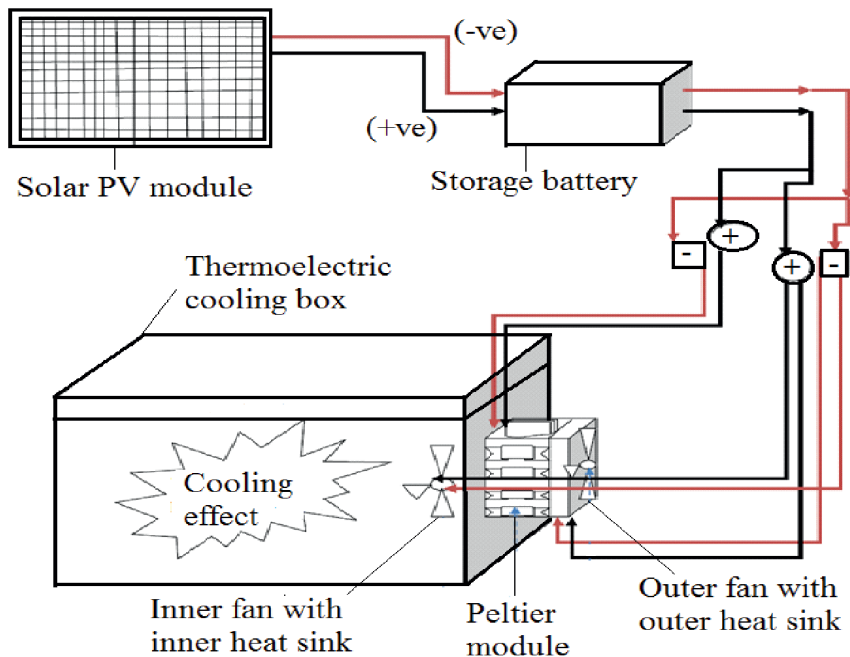 (-ve)
(+ve)
Solar PV module
Storage battery
+
-
+
-
Thermoelectric
cooling box
Cooling
effect
Inner fan with
inner heat sink
Peltier
module
Outer fan with
outer heat sink